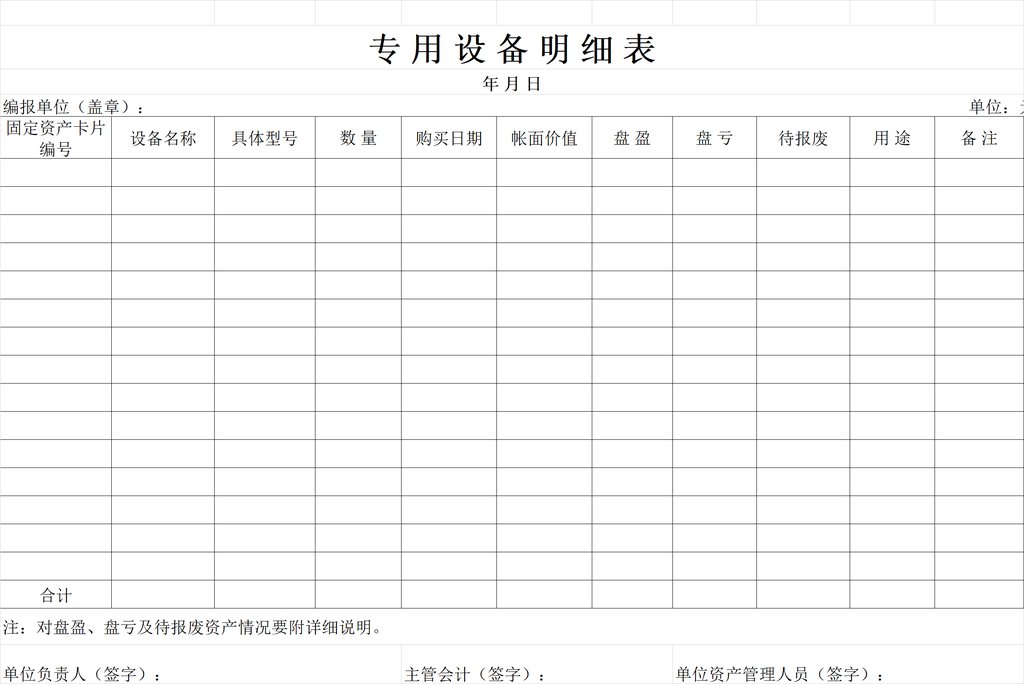 专用设备明细表
年 月 日
编报单位（盖章）： 单位：
固定资产卡片编号 设备名称 具体型号 数 量 购买日期 帐面价值 盘 盈 盘 亏 待报废 用 途 备 注
合计
注：对盘盈、盘亏及待报废资产情况要附详细说明。
单位负责人（签字）： 主管会计（签字）： 单位资产管理人员（签字）：